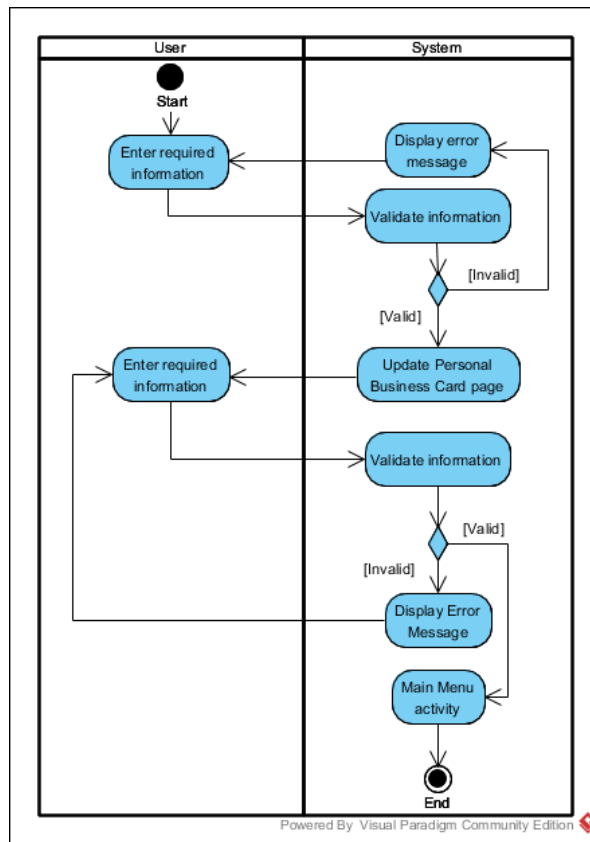 User
System
Start
Enter required
information
Display error
message
Validate information
[Invalid]
[Valid]
Enter required
information
Update Personal
Business Card page
Validate information
[Valid]
[Invalid]
Display Error
Message
Main Menu
activity
End
Powered By Visual Paradigm Community Edition